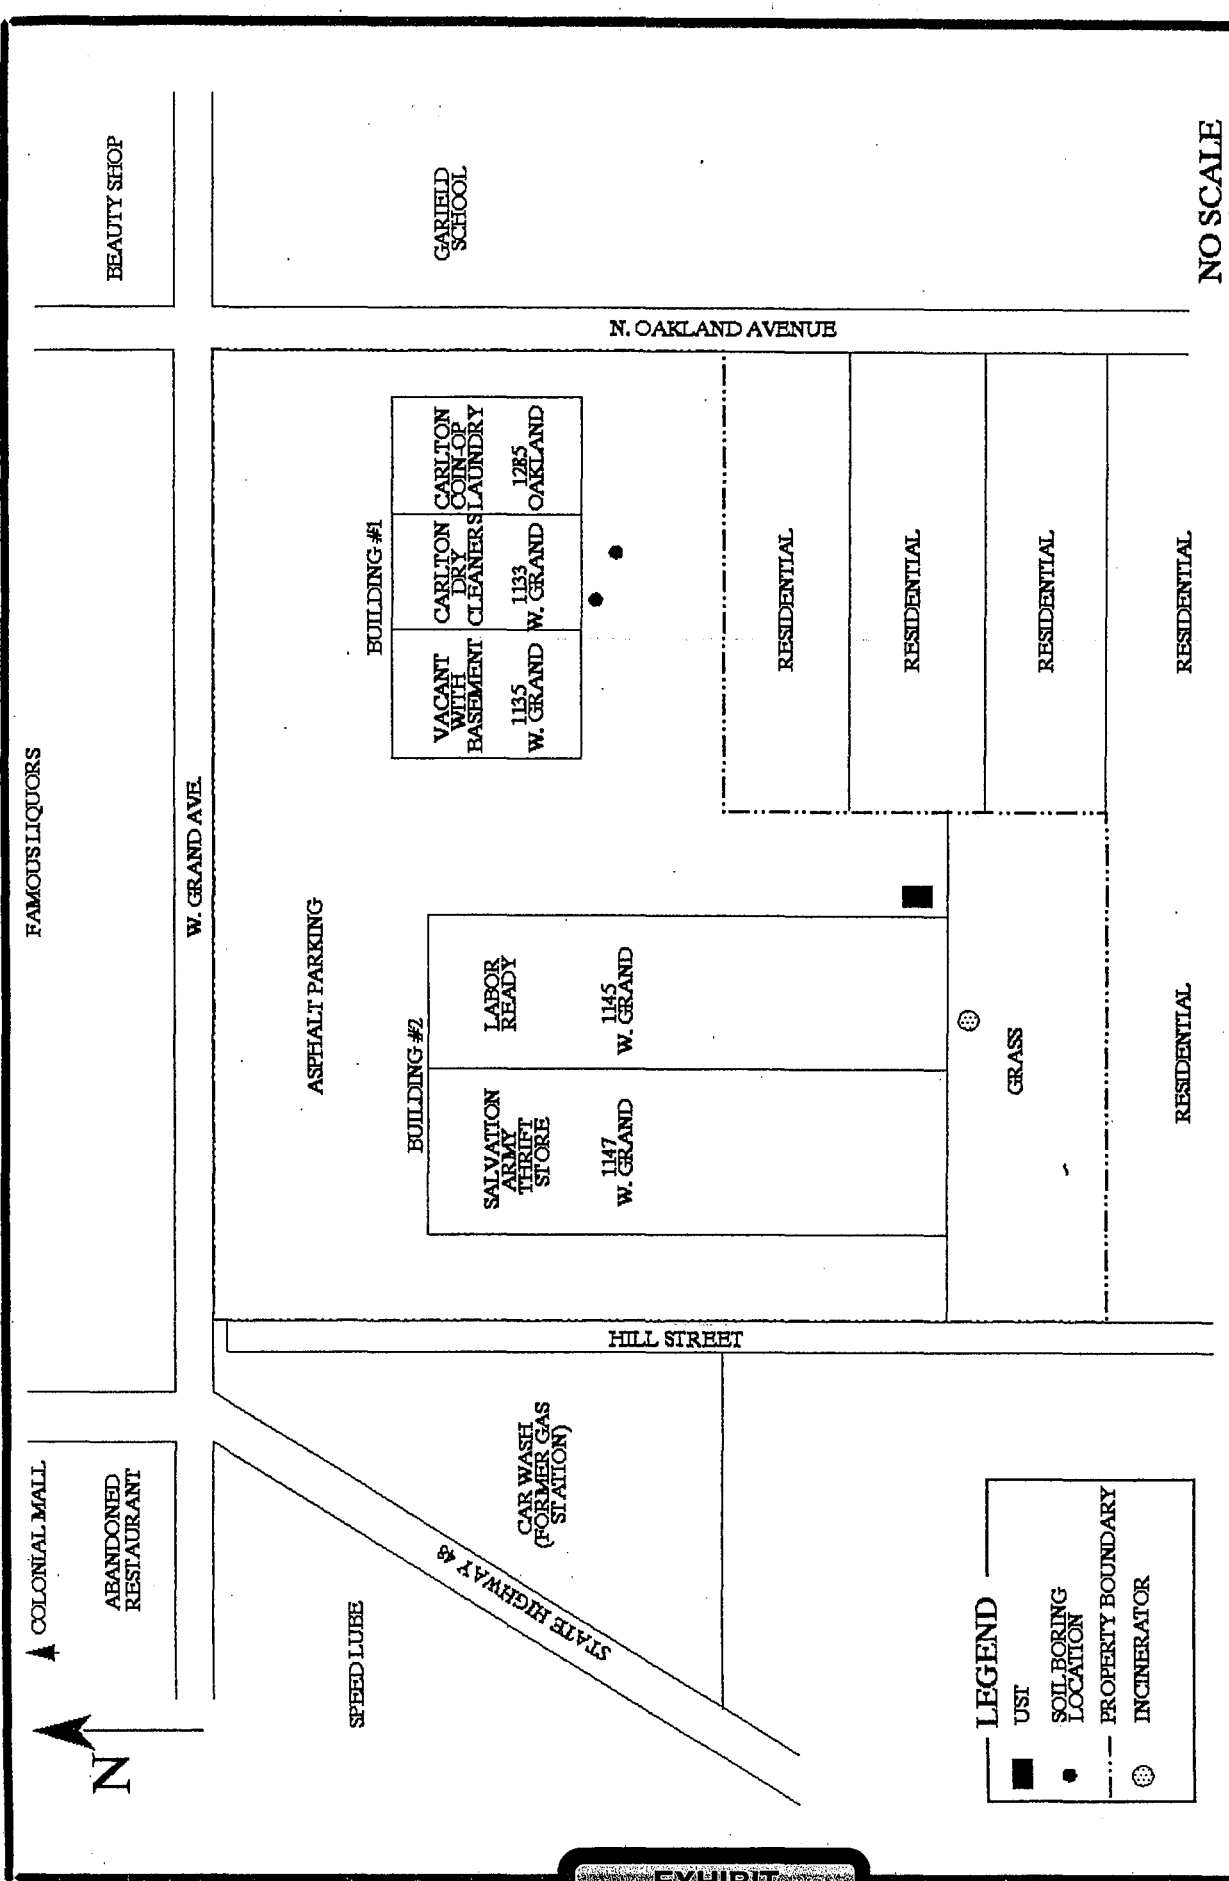 COLONIAL MALL
FAMOUS LIQUORS
N
ABANDONED
RESTAURANT
BEAUTY SHOP
W. GRAND AVE.
SPEED LUBE
ASPHALT PARKING
BUILDING #2
BUILDING #1
SALVATION
ARMY
THRIFT
STORE
1147
W. GRAND
LABOR
READY
1145
W. GRAND
VACANT
WITH
BASEMENT
1135
W. GRAND
CARLTON
DRY
CLEANERS
1133
W. GRAND
CARLTON
COIN-OP
LAUNDRY
1285
OAKLAND
GARIELD
SCHOOL
STATE HIGHWAY 48
CAR WASH
(FORMER GAS
STATION)
HILL STREET
N. OAKLAND AVENUE
RESIDENTIAL
RESIDENTIAL
RESIDENTIAL
RESIDENTIAL
GRASS
RESIDENTIAL
LEGEND
UST
SOIL BORING
LOCATION
PROPERTY BOUNDARY
INCINERATOR
NO SCALE
EXHIBIT